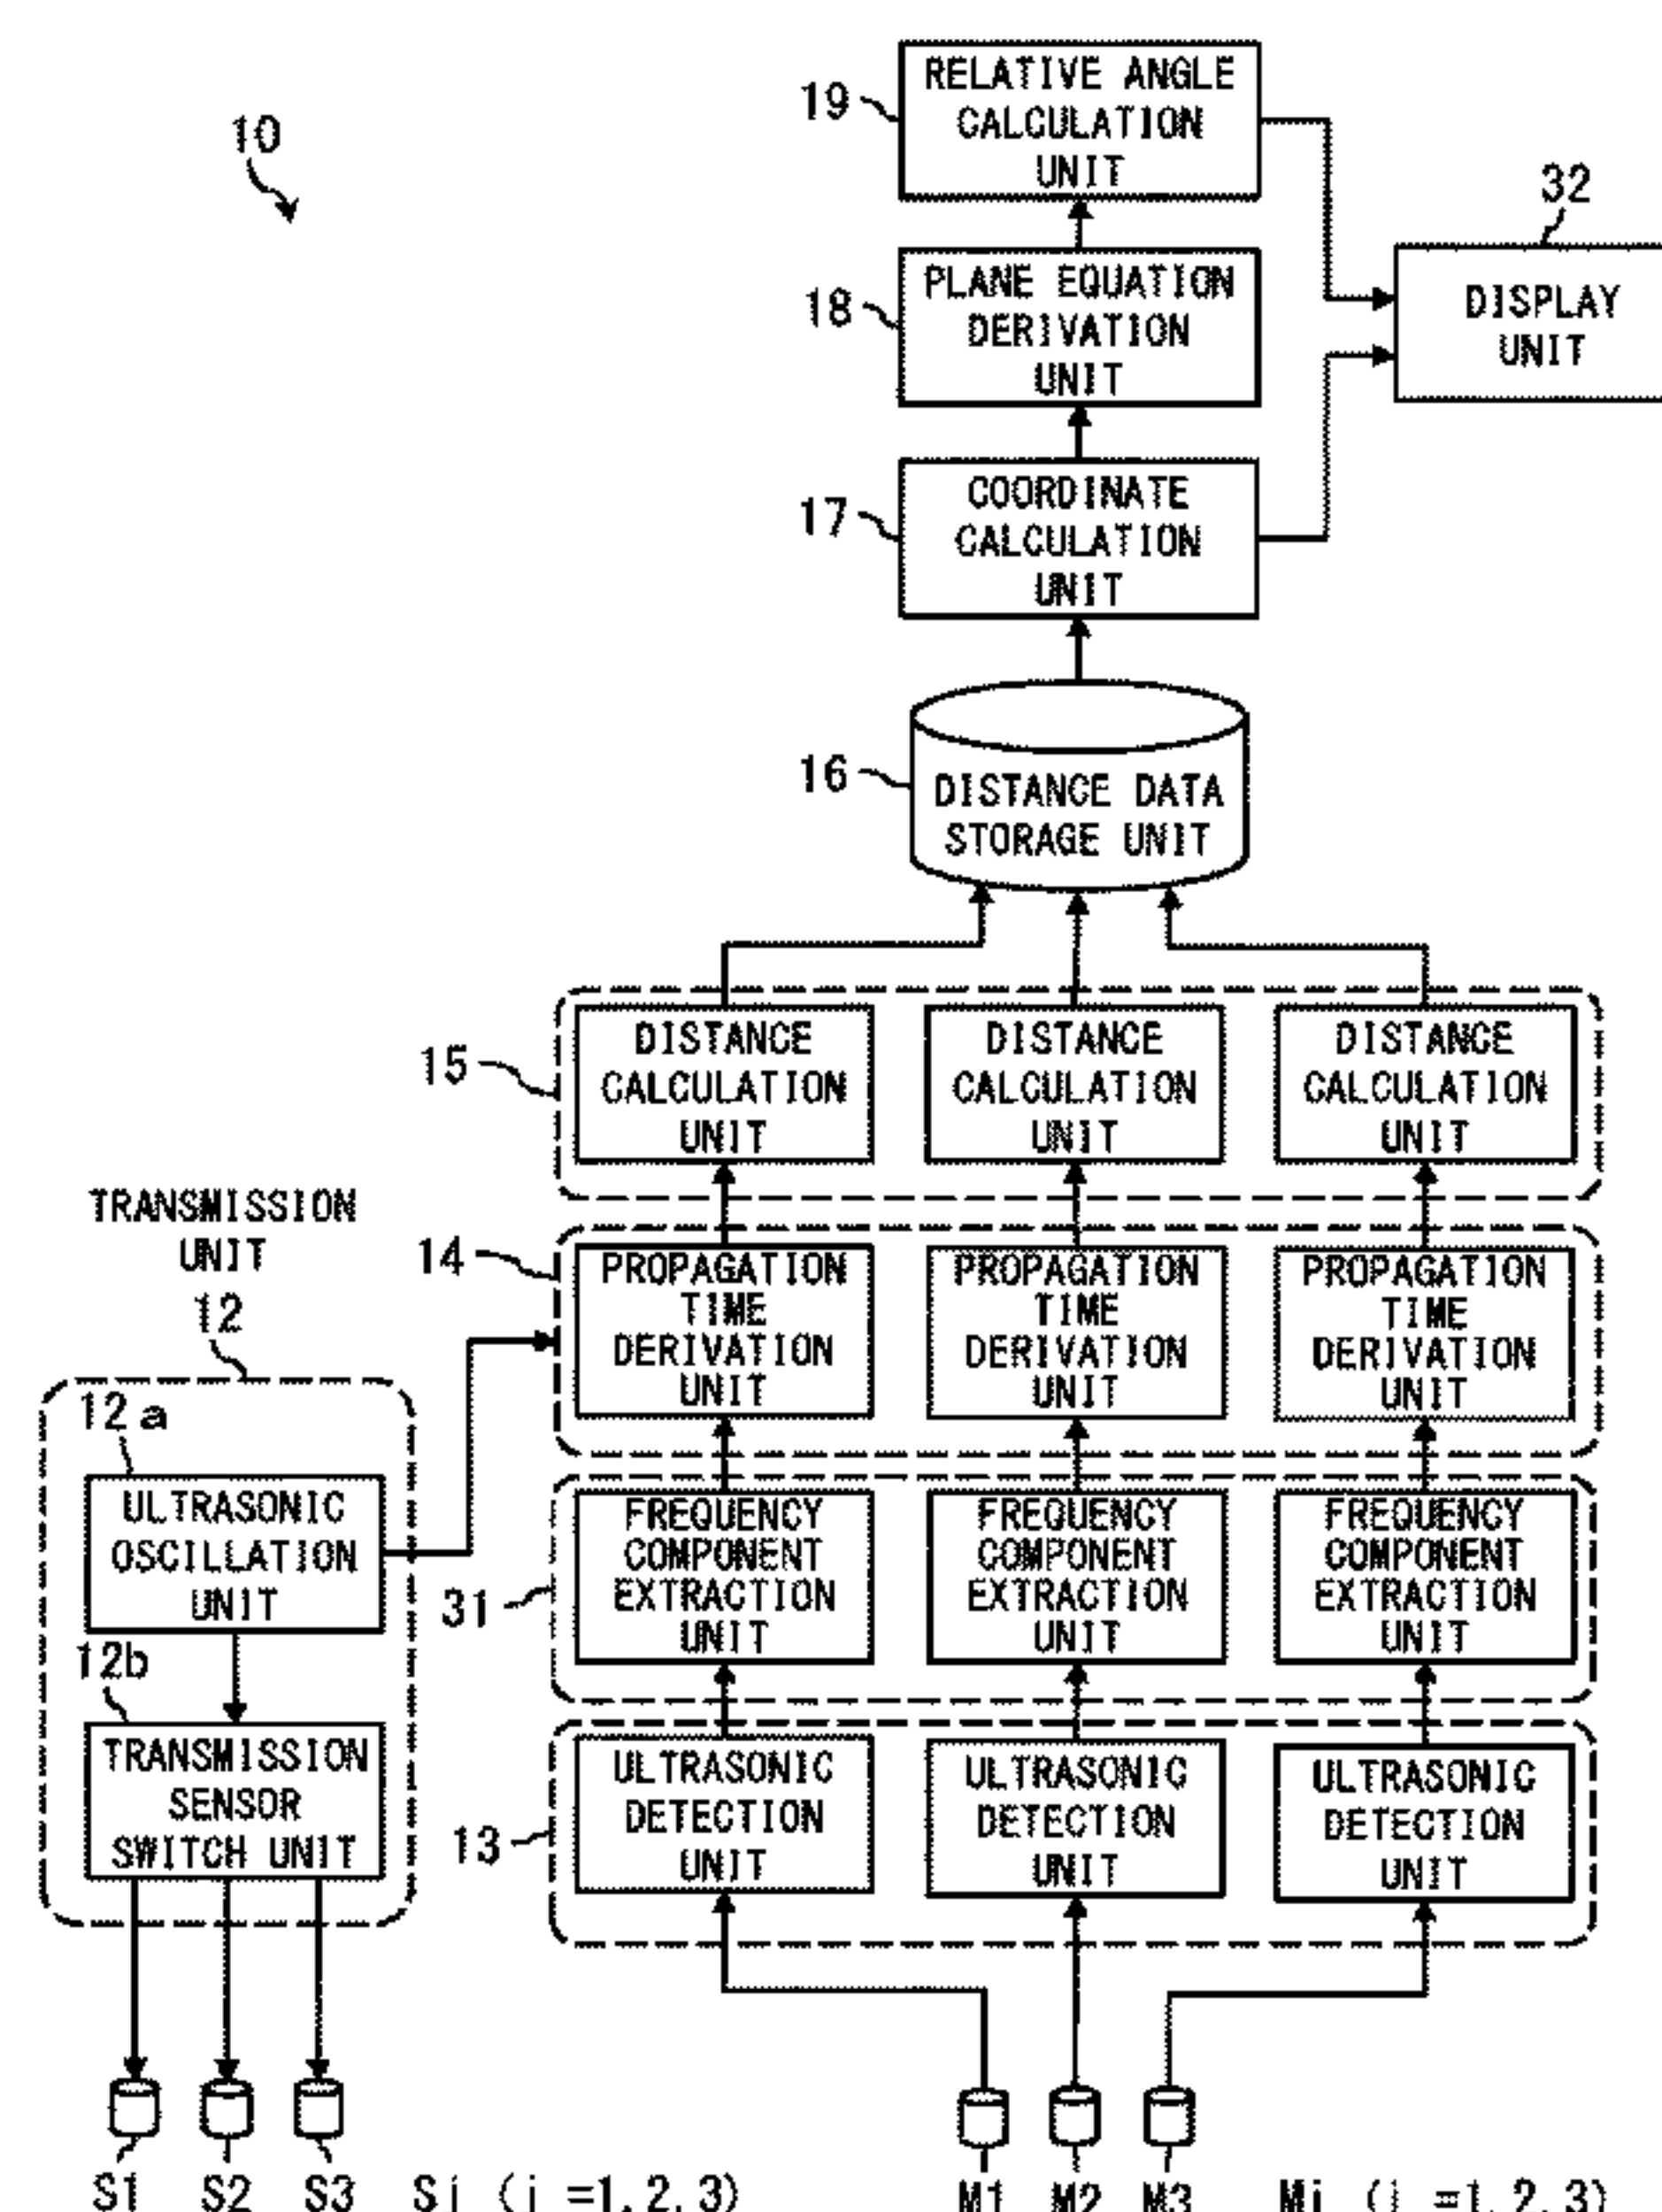 10
19
RELATIVE ANGLE
CALCULATION
UNIT
32
DISPLAY
UNIT
18
PLANE EQUATION
DERIVATION
UNIT
17
COORDINATE
CALCULATION
UNIT
16
DISTANCE DATA
STORAGE UNIT
15
DISTANCE
CALCULATION
UNIT
DISTANCE
CALCULATION
UNIT
DISTANCE
CALCULATION
UNIT
TRANSMISSION
UNIT
12
14
PROPAGATION
TIME
DERIVATION
UNIT
PROPAGATION
TIME
DERIVATION
UNIT
PROPAGATION
TIME
DERIVATION
UNIT
12a
ULTRASONIC
OSCILLATION
UNIT
31
FREQUENCY
COMPONENT
EXTRACTION
UNIT
FREQUENCY
COMPONENT
EXTRACTION
UNIT
FREQUENCY
COMPONENT
EXTRACTION
UNIT
12b
TRANSMISSION
SENSOR
SWITCH UNIT
13
ULTRASONIC
DETECTION
UNIT
ULTRASONIC
DETECTION
UNIT
ULTRASONIC
DETECTION
UNIT
S1 S2 S3 Sj (j =1,2,3)
M1 M2 M3 Mi (i =1,2,3)